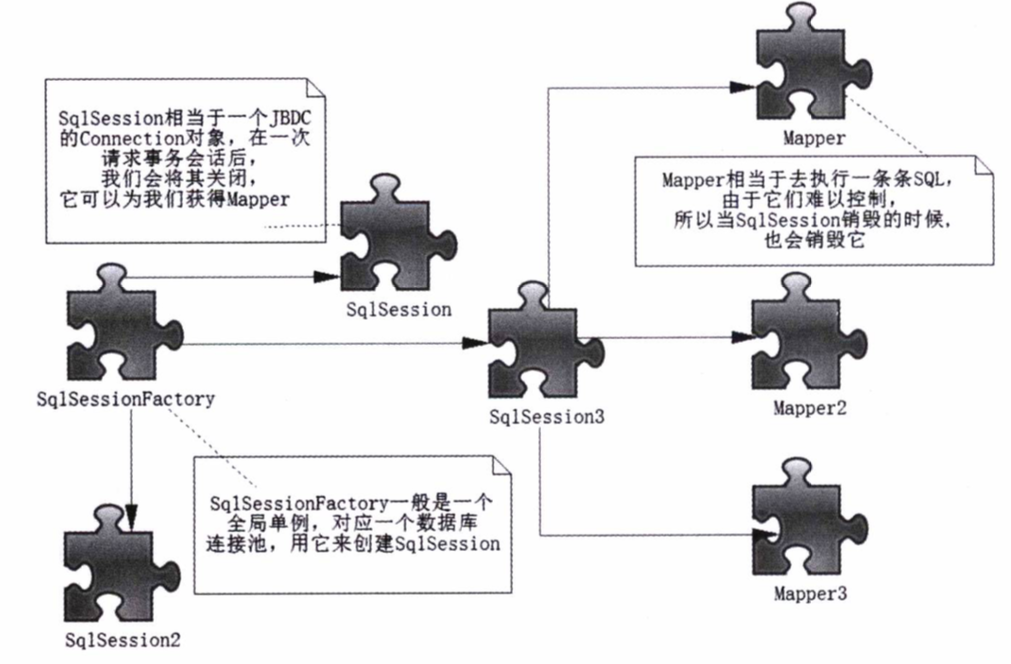 Mapper
SqlSession相当于一个JBDC
的Connection对象，在一次
请求事务会话后，
我们会将其关闭，
它可以为我们获得Mapper
Mapper相当于去执行一条条SQL，
由于它们难以控制，
所以当SqlSession销毁的时候，
也会销毁它
SqlSession
SqlSessionFactory
SqlSession3
Mapper2
SqlSessionFactory一般是一个
全局单例，对应一个数据库
连接池，用它来创建SqlSession
Mapper3
SqlSession2